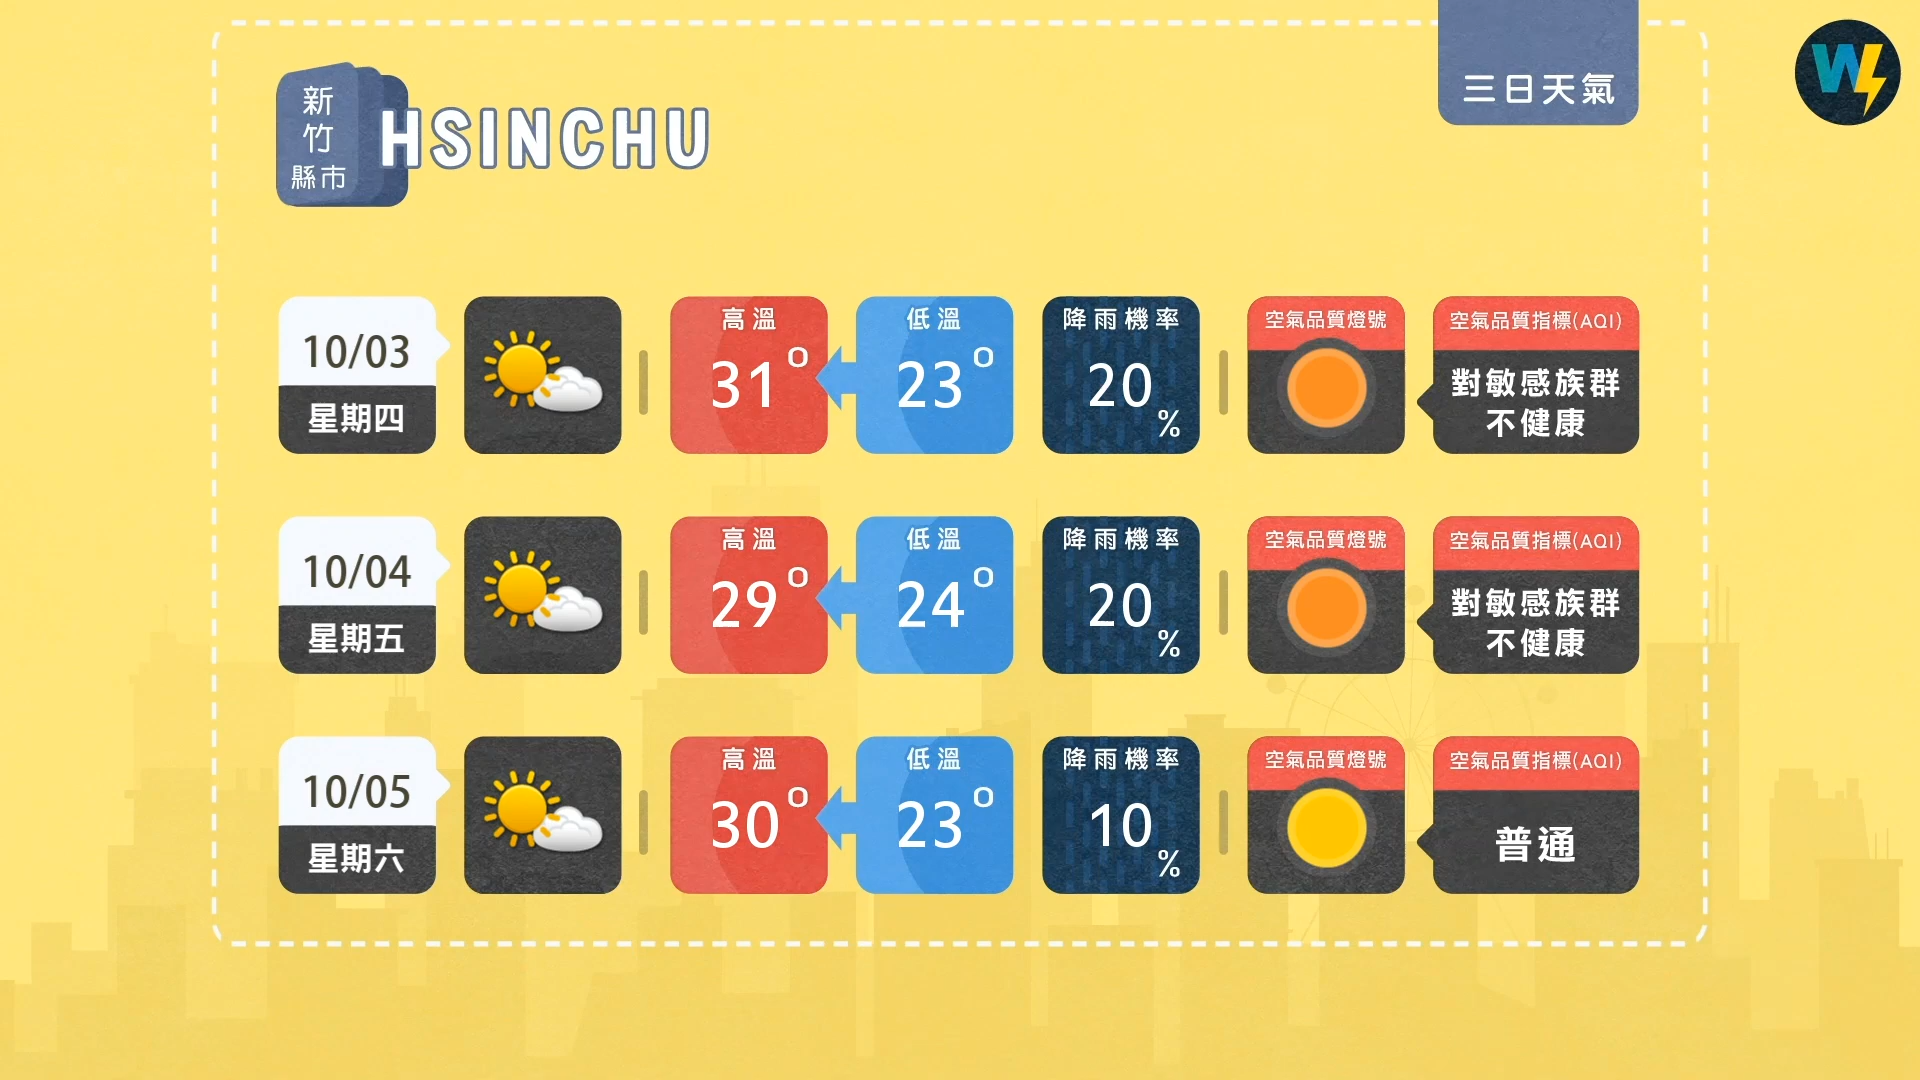 新
竹
縣市
HSINCHU
三日天氣
W
10/03
星期四
高溫
31°
低溫
23°
降雨機率
20
%
空氣品質燈號
空氣品質指標(AQI)
對敏感族群
不健康
10/04
星期五
高溫
29°
低溫
24°
降雨機率
20
%
空氣品質燈號
空氣品質指標(AQI)
對敏感族群
不健康
10/05
星期六
高溫
30°
低溫
23°
降雨機率
10
%
空氣品質燈號
空氣品質指標(AQI)
普通